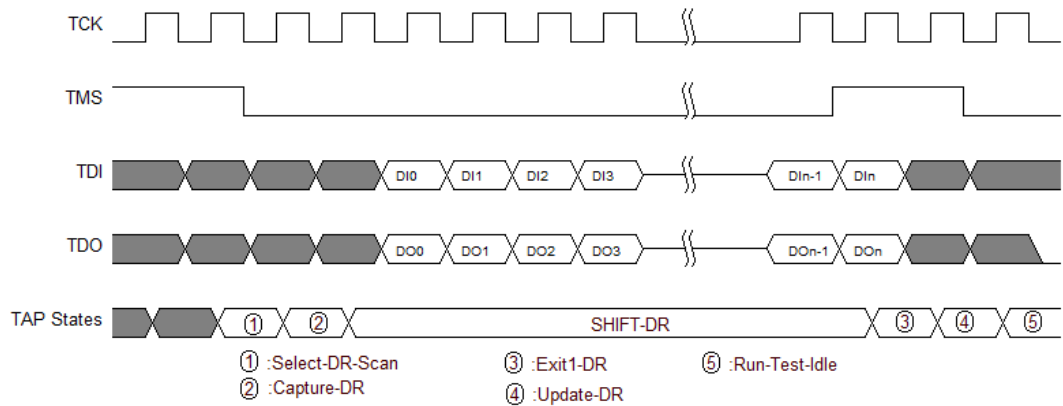 TCK
TMS
TDI DI0 DI1 DI2 DI3 DIn-1 DIn
TDO DO0 DO1 DO2 DO3 DOn-1 DOn
TAP States ① ② SHIFT-DR ③ ④ ⑤
① :Select-DR-Scan ③ :Exit1-DR ⑤ :Run-Test-Idle
② :Capture-DR ④ :Update-DR